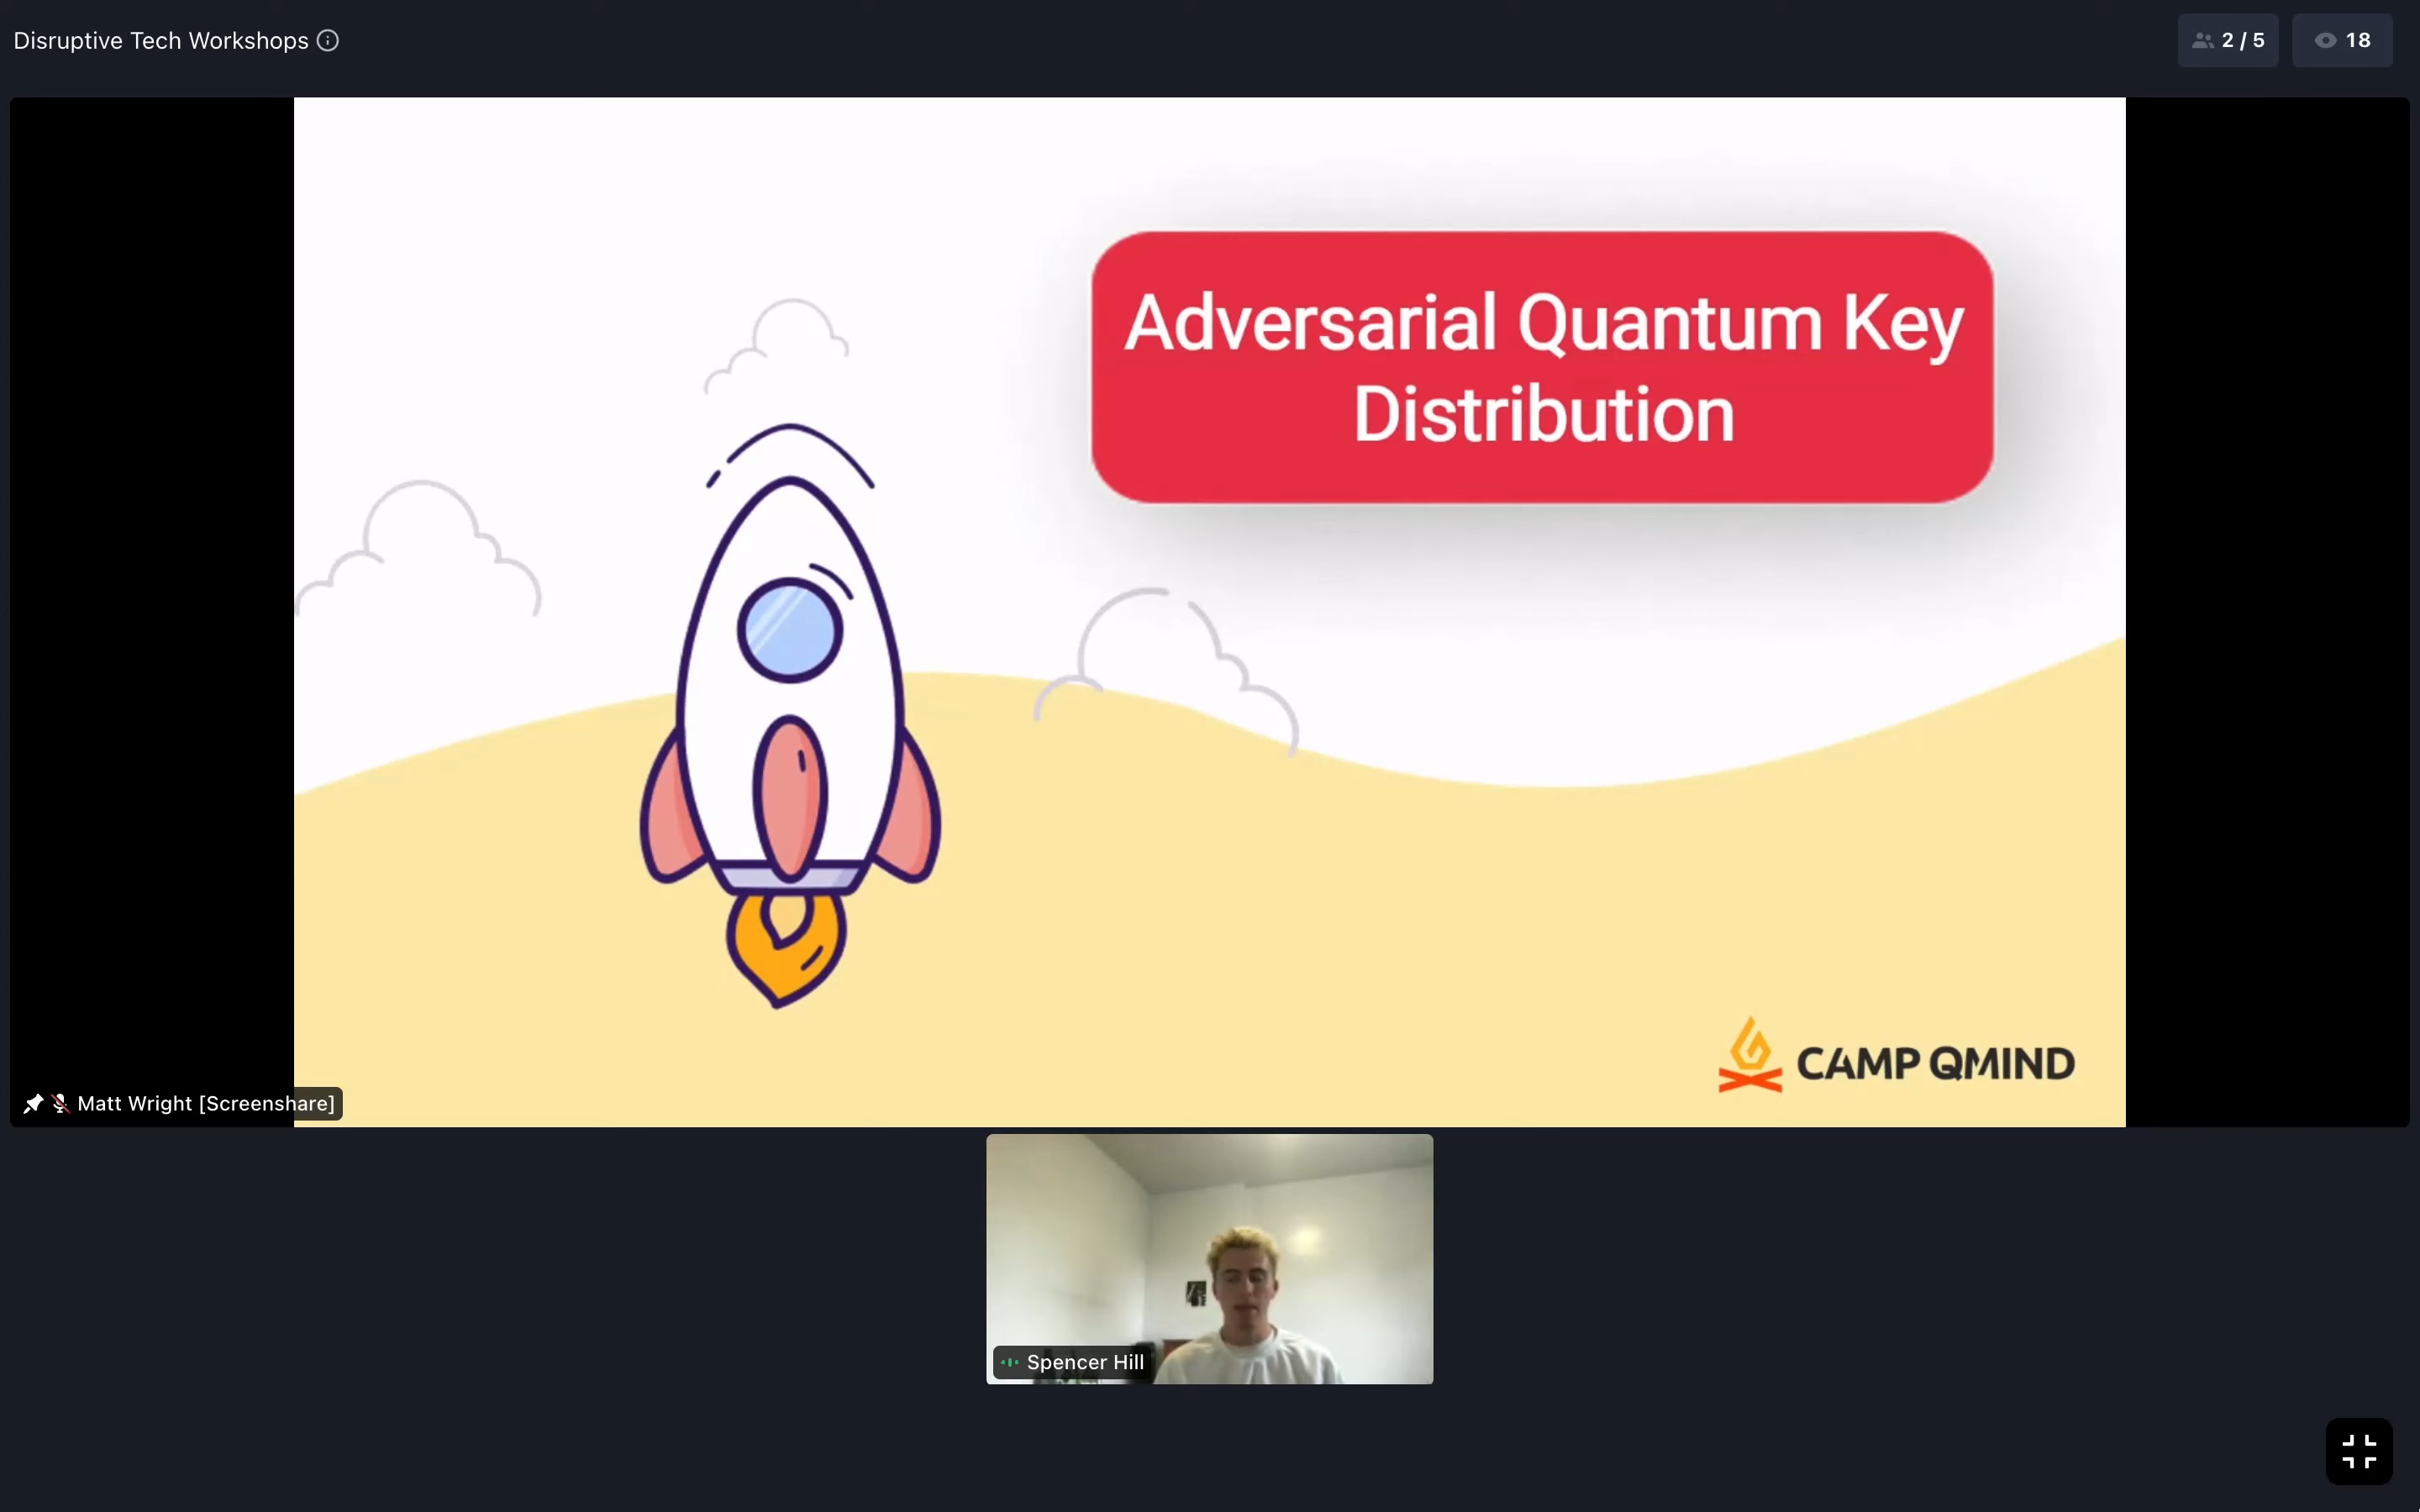 Disruptive Tech Workshops
2 / 5
18
Adversarial Quantum Key
Distribution
CAMP QMIND
Matt Wright [Screenshare]
Spencer Hill